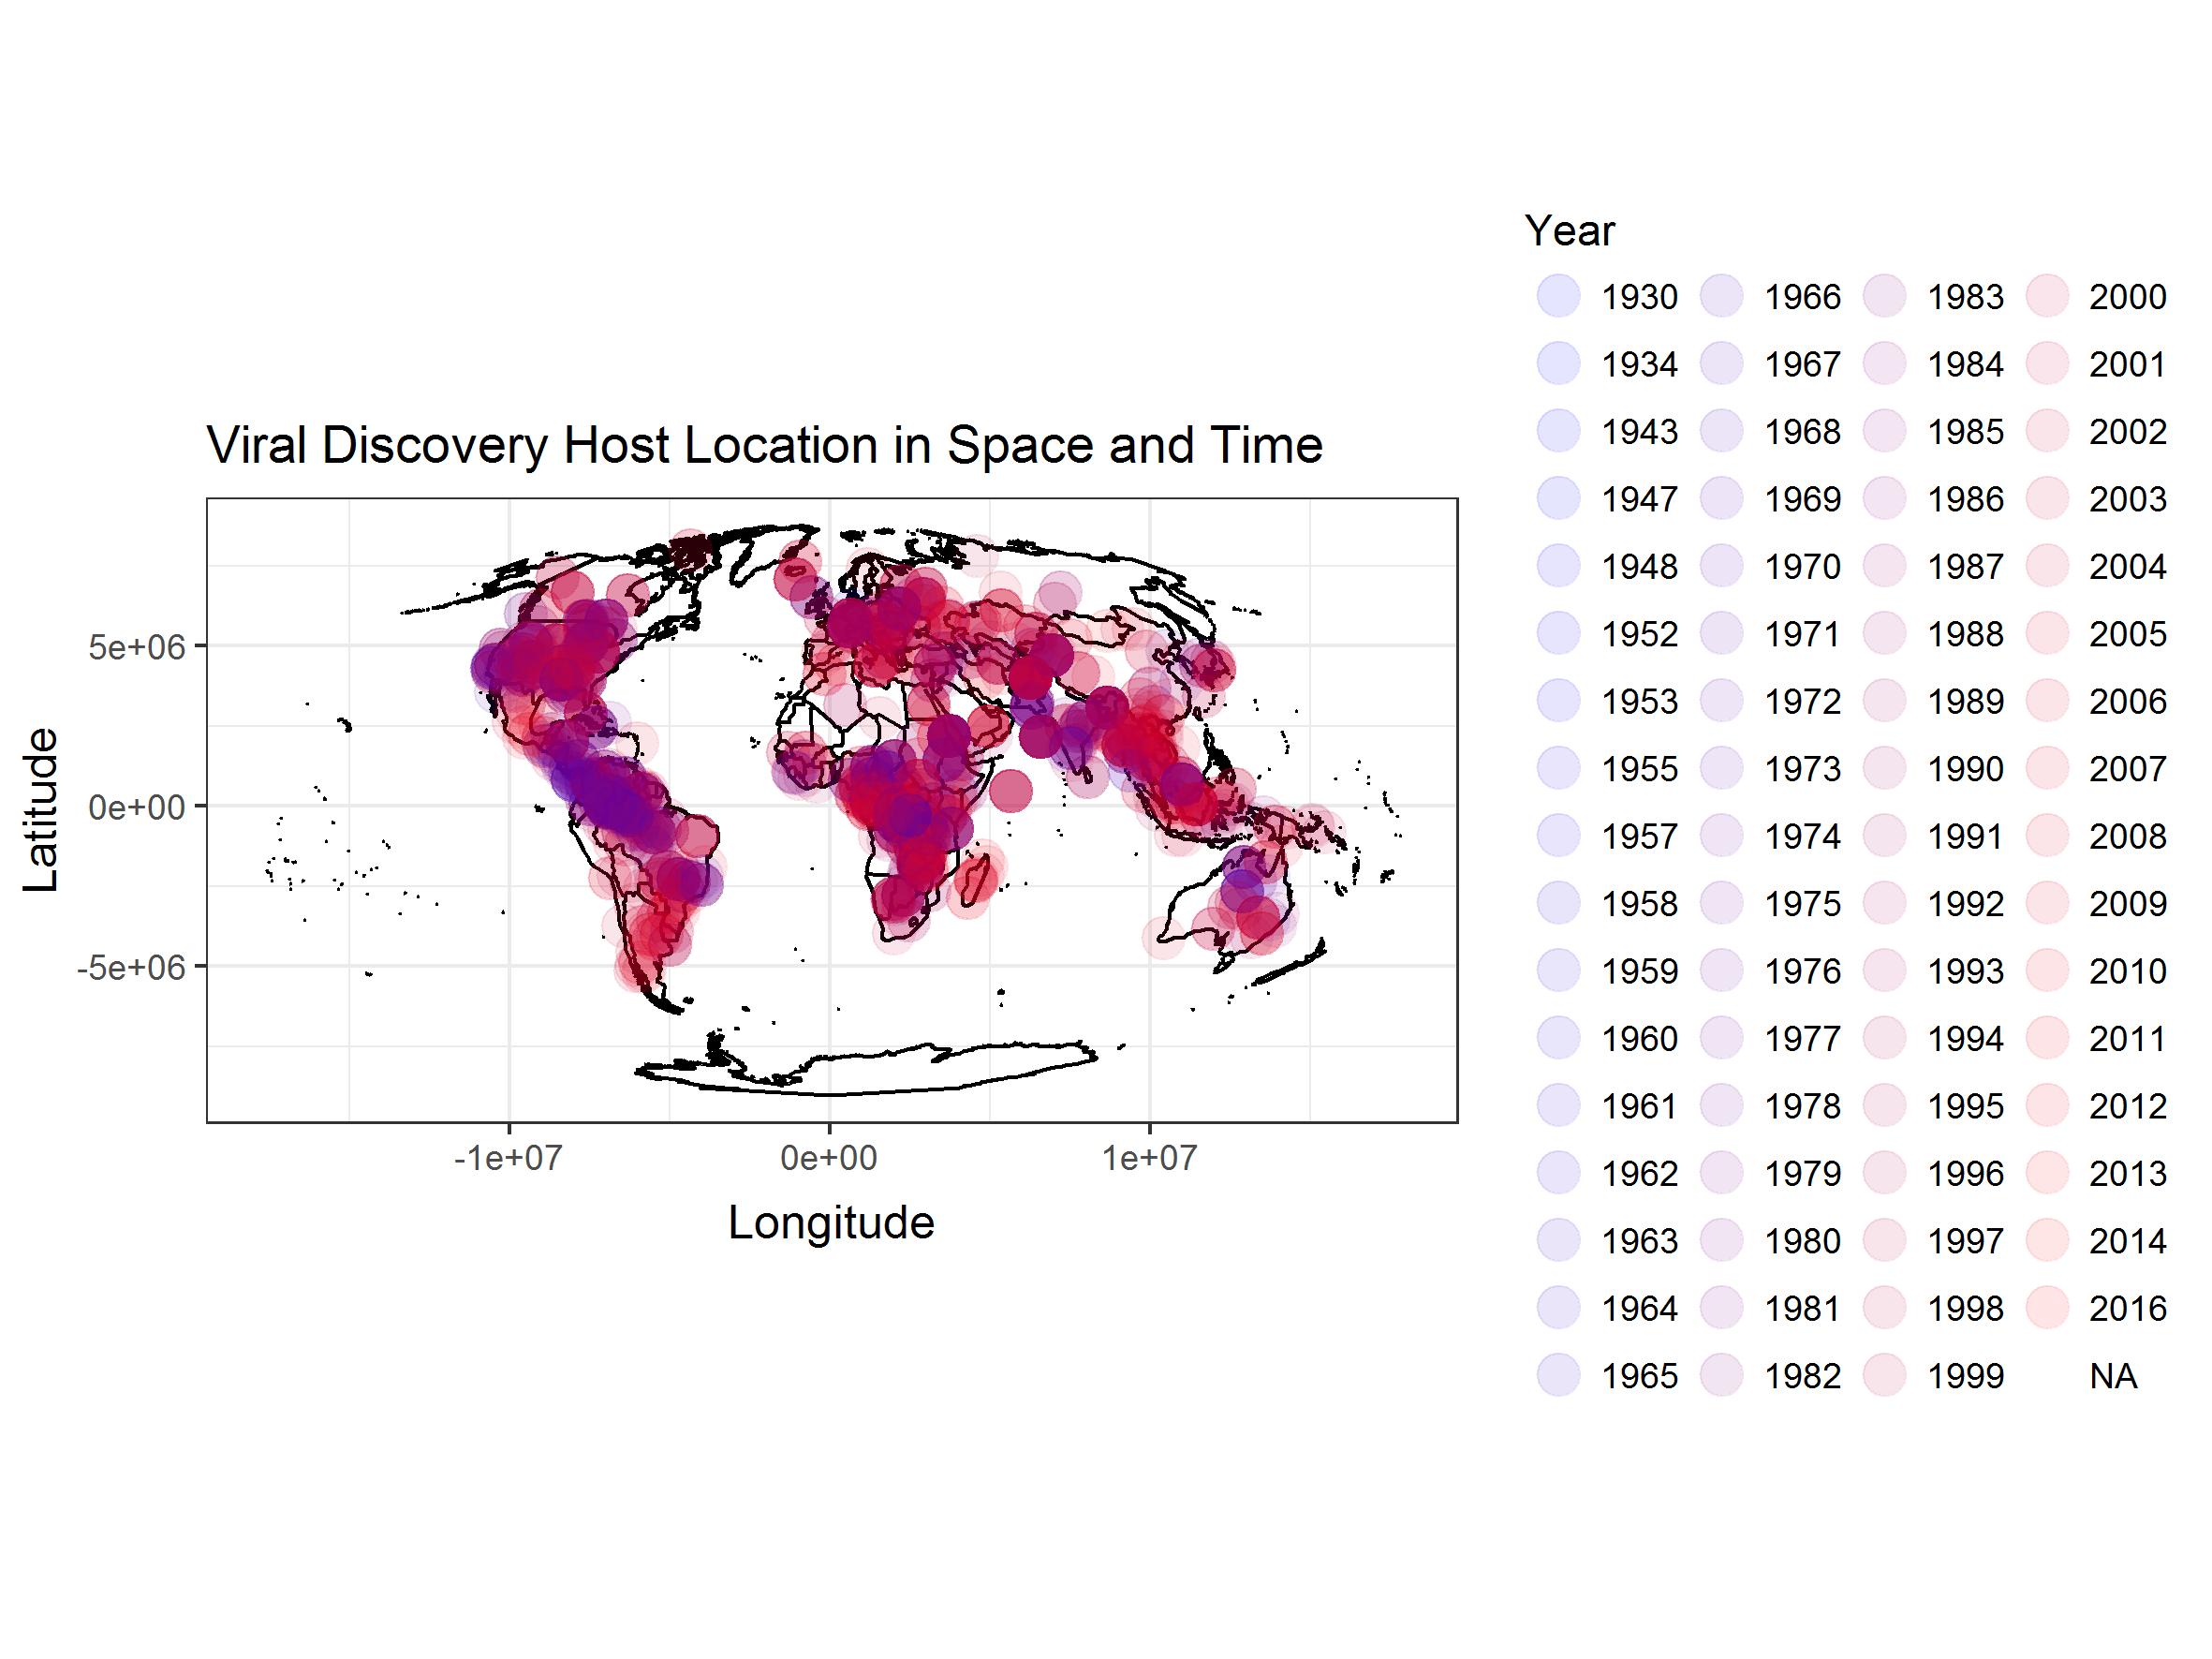 Viral Discovery Host Location in Space and Time
Latitude
5e+06
0e+00
-5e+06
-1e+07 0e+00 1e+07
Longitude
Year
1930 1966 1983 2000
1934 1967 1984 2001
1943 1968 1985 2002
1947 1969 1986 2003
1948 1970 1987 2004
1952 1971 1988 2005
1953 1972 1989 2006
1955 1973 1990 2007
1957 1974 1991 2008
1958 1975 1992 2009
1959 1976 1993 2010
1960 1977 1994 2011
1961 1978 1995 2012
1962 1979 1996 2013
1963 1980 1997 2014
1964 1981 1998 2016
1965 1982 1999 NA